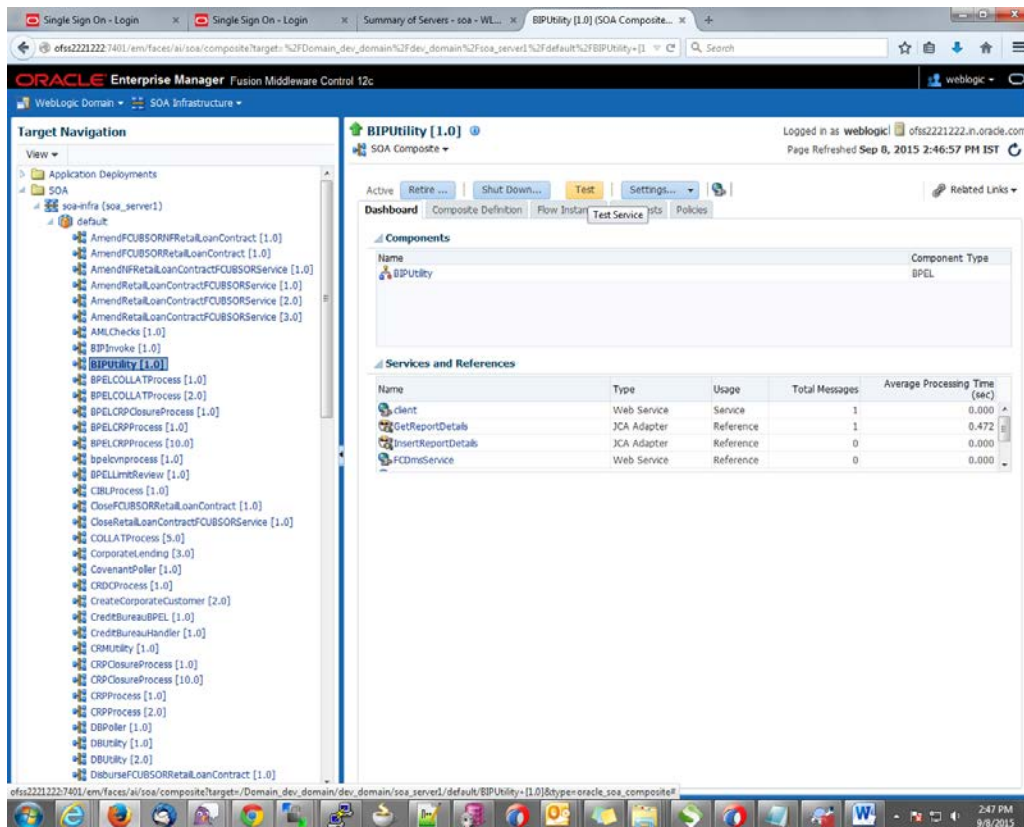 Single Sign On - Login
Single Sign On - Login
Summary of Servers - soa - WL...
BIPUtility [1.0] (SOA Composite...
ofss2221222:7401/em/faces/ai/soa/composite?target=%2FDomain_dev_domain%2Fdev_domain%2Fsoa_server1%2Fdefault%2FBIPUtility+[1
Search
ORACLE Enterprise Manager Fusion Middleware Control 12c
weblogic
WebLogic Domain SOA Infrastructure
Target Navigation
View
Application Deployments
SOA
soa-infra (soa_server1)
default
AmendFCUBSORNFRetailLoanContract [1.0]
AmendFCUBSORRetailLoanContract [1.0]
AmendNFRetailLoanContractFCUBSORService [1.0]
AmendRetailLoanContractFCUBSORService [1.0]
AmendRetailLoanContractFCUBSORService [2.0]
AmendRetailLoanContractFCUBSORService [3.0]
AMLChecks [1.0]
BIPInvoke [1.0]
BIPUtility [1.0]
BPELCOLLATProcess [1.0]
BPELCOLLATProcess [2.0]
BPELCRPClosureProcess [1.0]
BPELCRPProcess [1.0]
BPELCRPProcess [10.0]
bpelcvnprocess [1.0]
BPELLimitReview [1.0]
CIBLProcess [1.0]
CloseFCUBSORRetailLoanContract [1.0]
CloseRetailLoanContractFCUBSORService [1.0]
COLLATProcess [5.0]
CorporateLending [3.0]
CovenantPoller [1.0]
CRDCProcess [1.0]
CreateCorporateCustomer [2.0]
CreditBureauBPEL [1.0]
CreditBureauHandler [1.0]
CRMUtility [1.0]
CRPClosureProcess [1.0]
CRPClosureProcess [10.0]
CRPProcess [1.0]
CRPProcess [2.0]
DBPoller [1.0]
DBUtility [1.0]
DBUtility [2.0]
DisburseFCUBSORRetailLoanContract [1.0]
BIPUtility [1.0]
SOA Composite
Logged in as weblogic| ofss2221222.in.oracle.com
Page Refreshed Sep 8, 2015 2:46:57 PM IST
Active Retire ... Shut Down... Test Settings... Related Links
Dashboard Composite Definition Flow Instan Test Service sts Policies
Components
Name Component Type
BIPUtility BPEL
Services and References
Name Type Usage Total Messages Average Processing Time (sec)
client Web Service Service 1 0.000
GetReportDetails JCA Adapter Reference 1 0.472
InsertReportDetails JCA Adapter Reference 0 0.000
FCDmsService Web Service Reference 0 0.000
ofss2221222:7401/em/faces/ai/soa/composite?target=/Domain_dev_domain/dev_domain/soa_server1/default/BIPUtility+[1.0]&type=oracle_soa_composite#
2:47 PM
9/8/2015